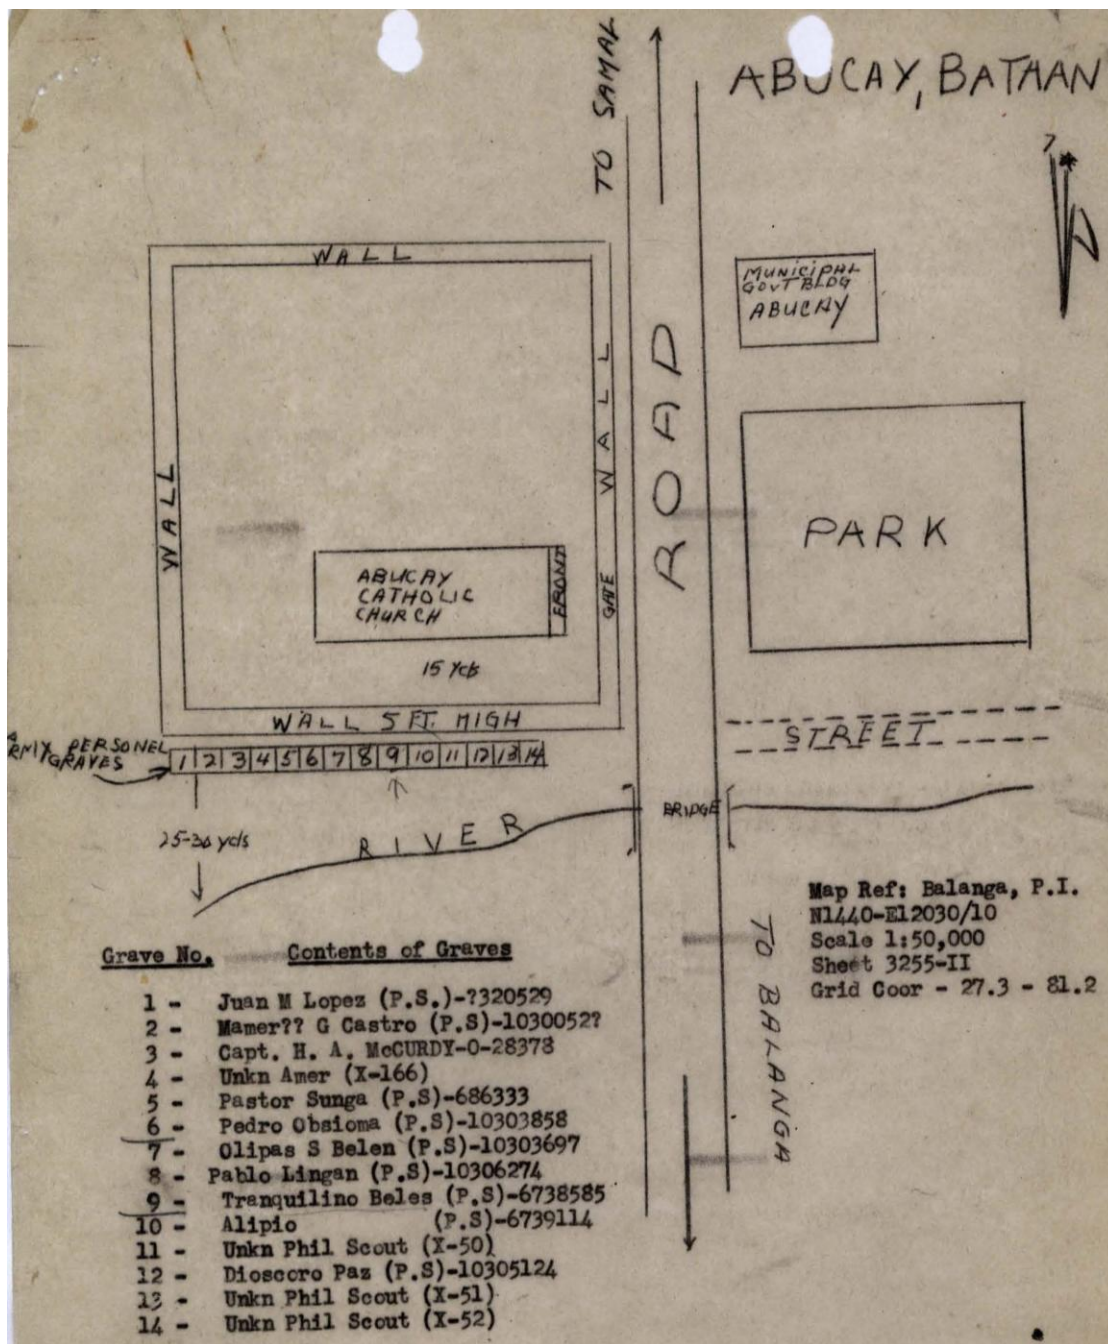 ABUCAY, BATAAN
TO SAMAL
N
WALL
MUNICIPAL
GOVT BLDG
ABUCAY
WALL
WALL
ROAD
PARK
ABUCAY
CATHOLIC
CHURCH
FRONT
GATE
15 Yds
WALL 5 FT. HIGH
STREET
ARMY PERSONEL
GRAVES
1 2 3 4 5 6 7 8 9 10 11 12 13 14
BRIDGE
25-30 yds
RIVER
Map Ref: Balanga, P.I.
N1440-E12030/10
Scale 1:50,000
Sheet 3255-II
Grid Coor - 27.3 - 81.2
TO BALANGA
Grave No. Contents of Graves
1 - Juan M Lopez (P.S.)-?320529
2 - Mamer?? G Castro (P.S)-1030052?
3 - Capt. H. A. McCURDY-O-28378
4 - Unkn Amer (X-166)
5 - Pastor Sunga (P.S)-686333
6 - Pedro Obsioma (P.S)-10303858
7 - Olipas S Belen (P.S)-10303697
8 - Pablo Lingan (P.S)-10306274
9 - Tranquilino Beles (P.S)-6738585
10 - Alipio (P.S)-6739114
11 - Unkn Phil Scout (X-50)
12 - Dioscoro Paz (P.S)-10305124
13 - Unkn Phil Scout (X-51)
14 - Unkn Phil Scout (X-52)